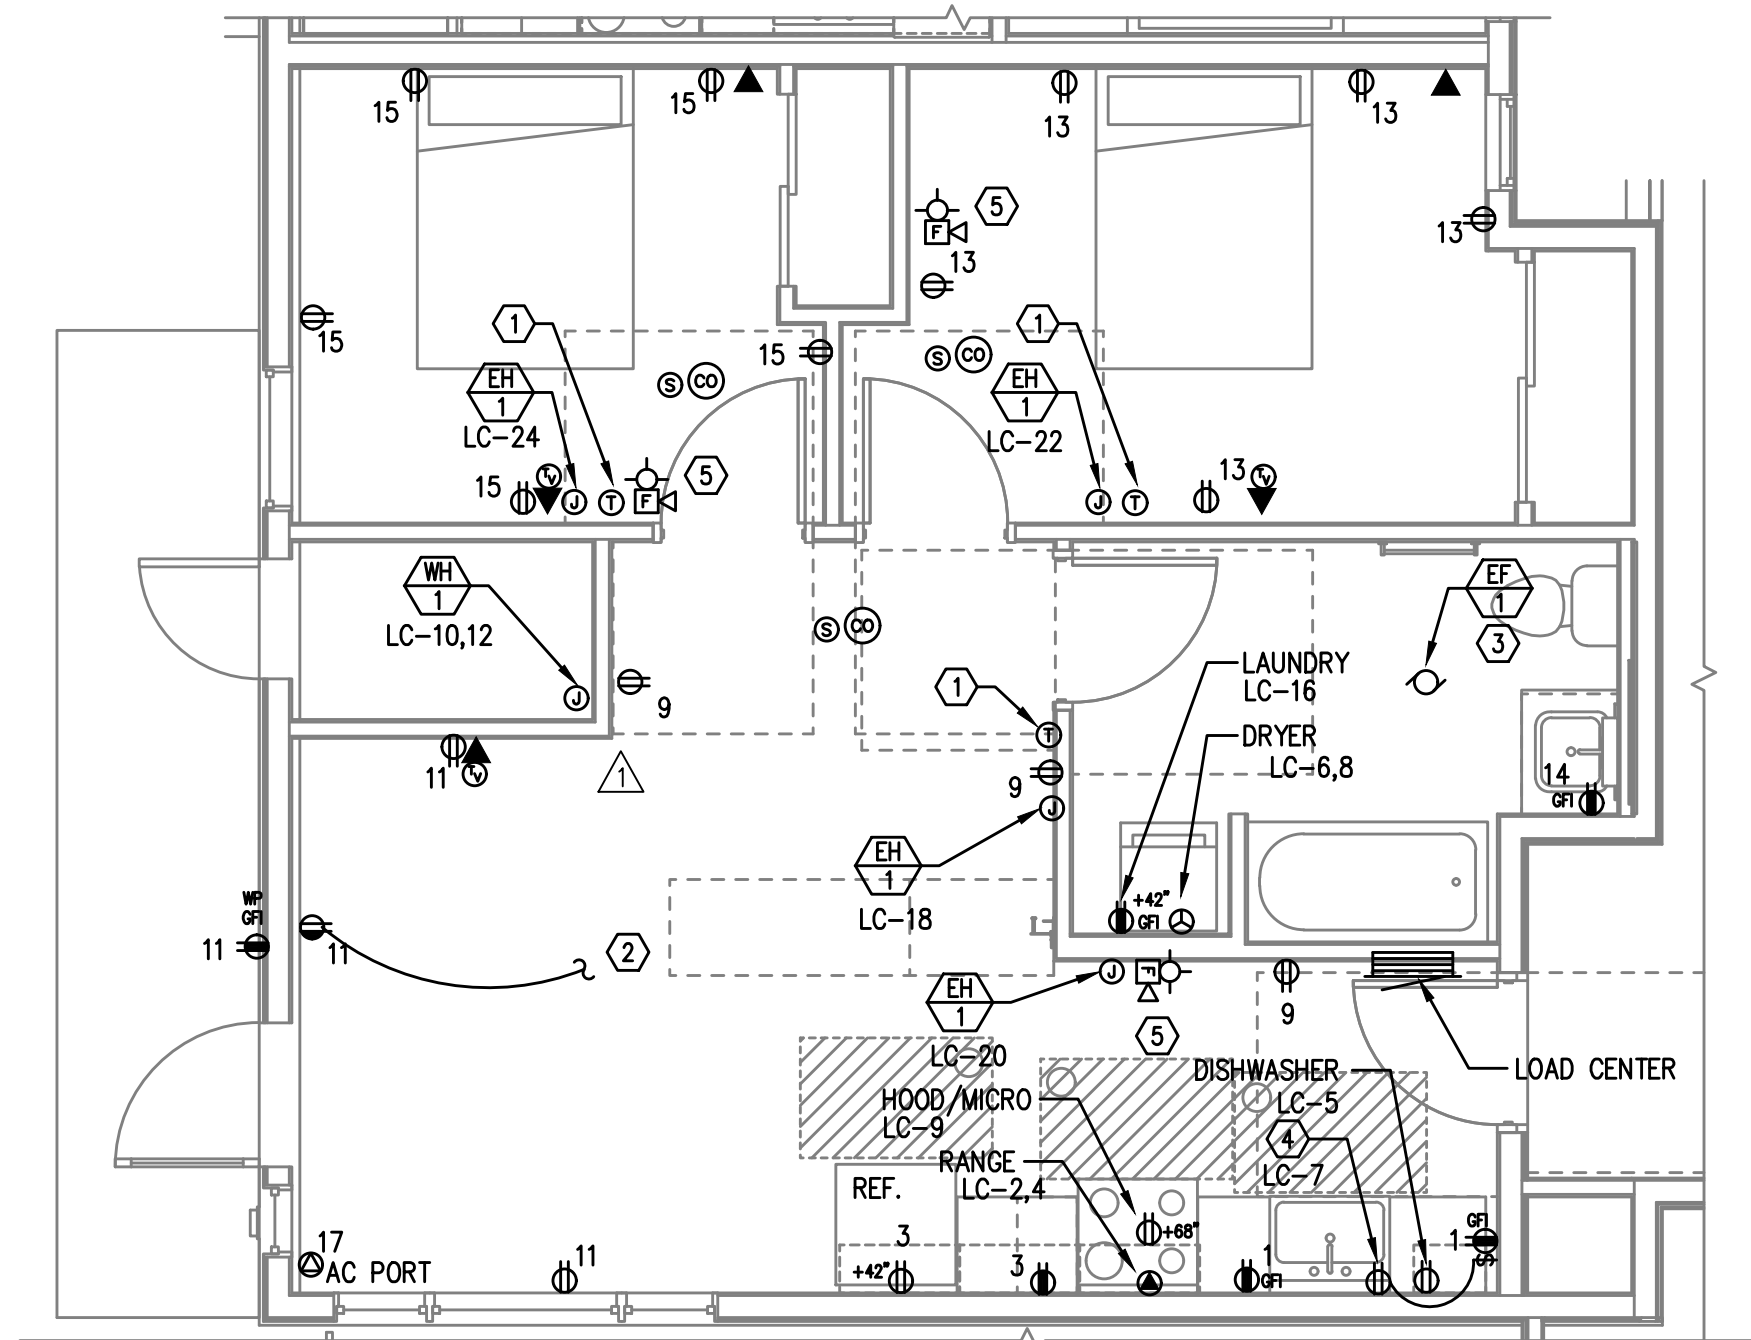 15
15
13
13
5
F
13
13
15
1
1
15
S
CO
S
CO
EH
1
LC-24
EH
1
LC-22
15
TV
J
T
F
5
J
T
13
TV
WH
1
LC-10,12
J
S
CO
EF
1
3
9
1
T
LAUNDRY
LC-16
DRYER
LC-6,8
11
TV
1
9
J
14
GFI
EH
1
LC-18
+42"
GFI
WP
GFI
11
11
2
J
F
EH
1
LC-20
5
9
LOAD CENTER
DISHWASHER
LC-5
HOOD/MICRO
LC-9
4
LC-7
RANGE
LC-2,4
REF.
3
+42"
3
+68"
1
GFI
GFI
1
S
17
AC PORT
11